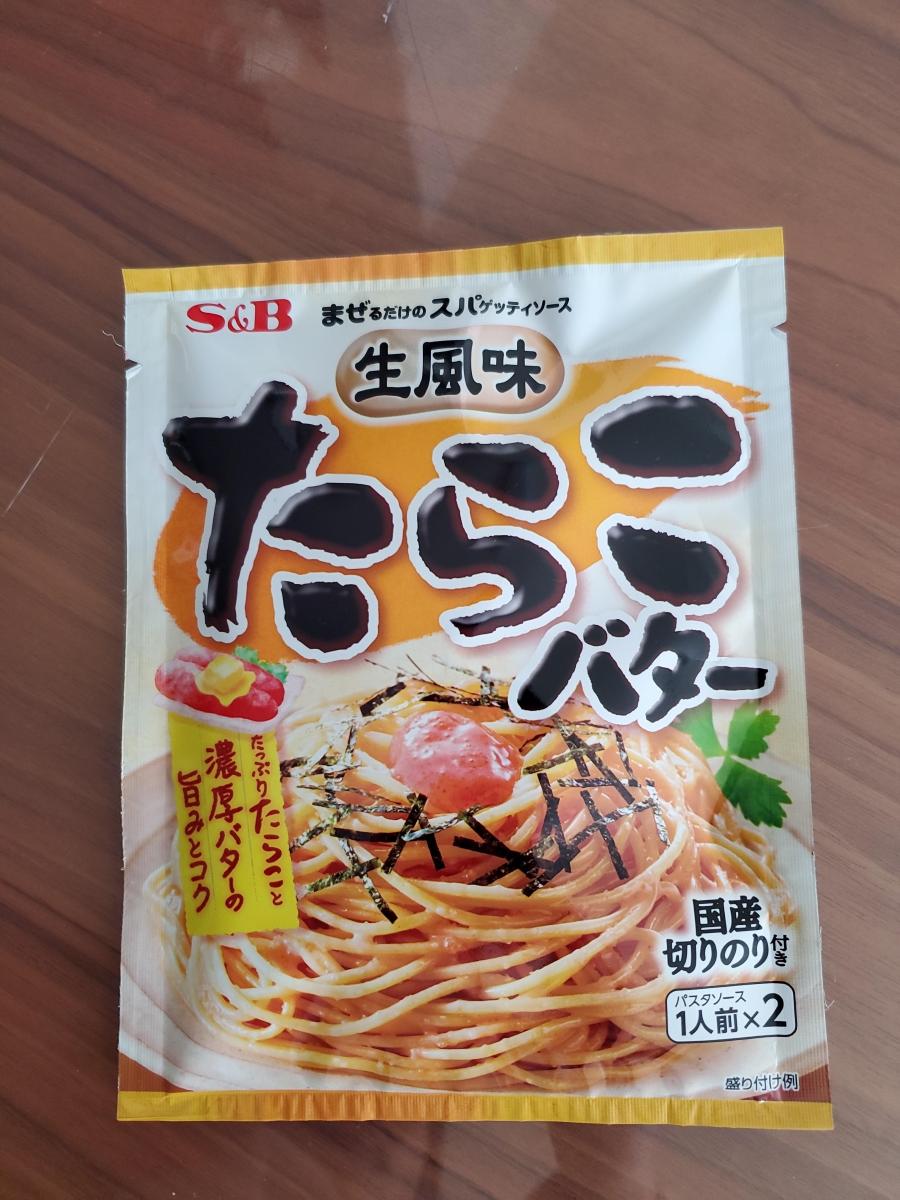 S&B
まぜるだけのスパゲッティソース
生風味
たらこ
バター
たっぷりたらこと
濃厚バターの
旨みとコク
国産
切りのり付き
パスタソース
1人前×2
盛り付け例